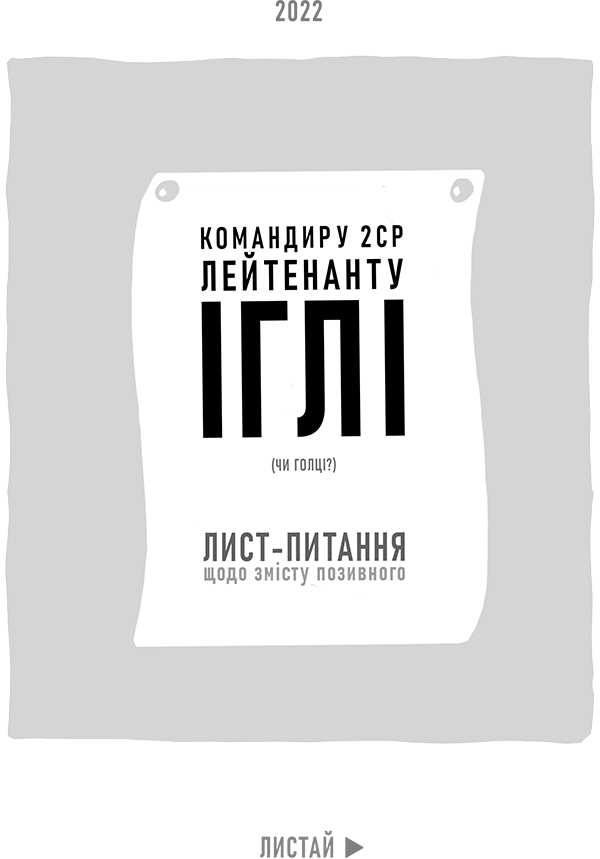 2022
КОМАНДИРУ 2СР
ЛЕЙТЕНАНТУ
ІГЛІ
(ЧИ ГОЛЦІ?)
ЛИСТ-ПИТАННЯ
щодо змісту позивного
ЛИСТАЙ ▶